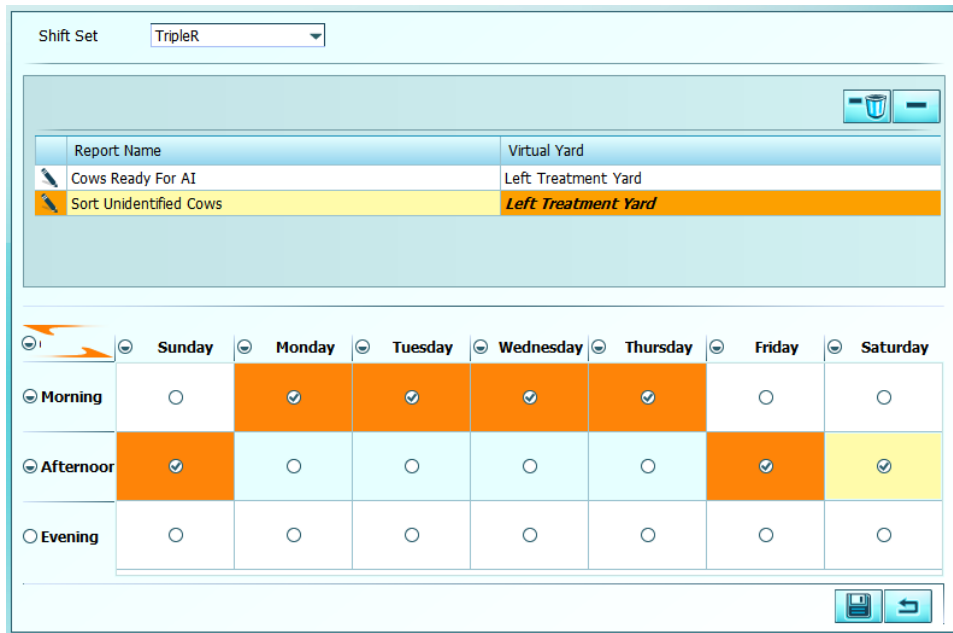 Shift Set TripleR
Report Name Virtual Yard
Cows Ready For AI Left Treatment Yard
Sort Unidentified Cows Left Treatment Yard
Sunday Monday Tuesday Wednesday Thursday Friday Saturday
Morning
Afternoor
Evening